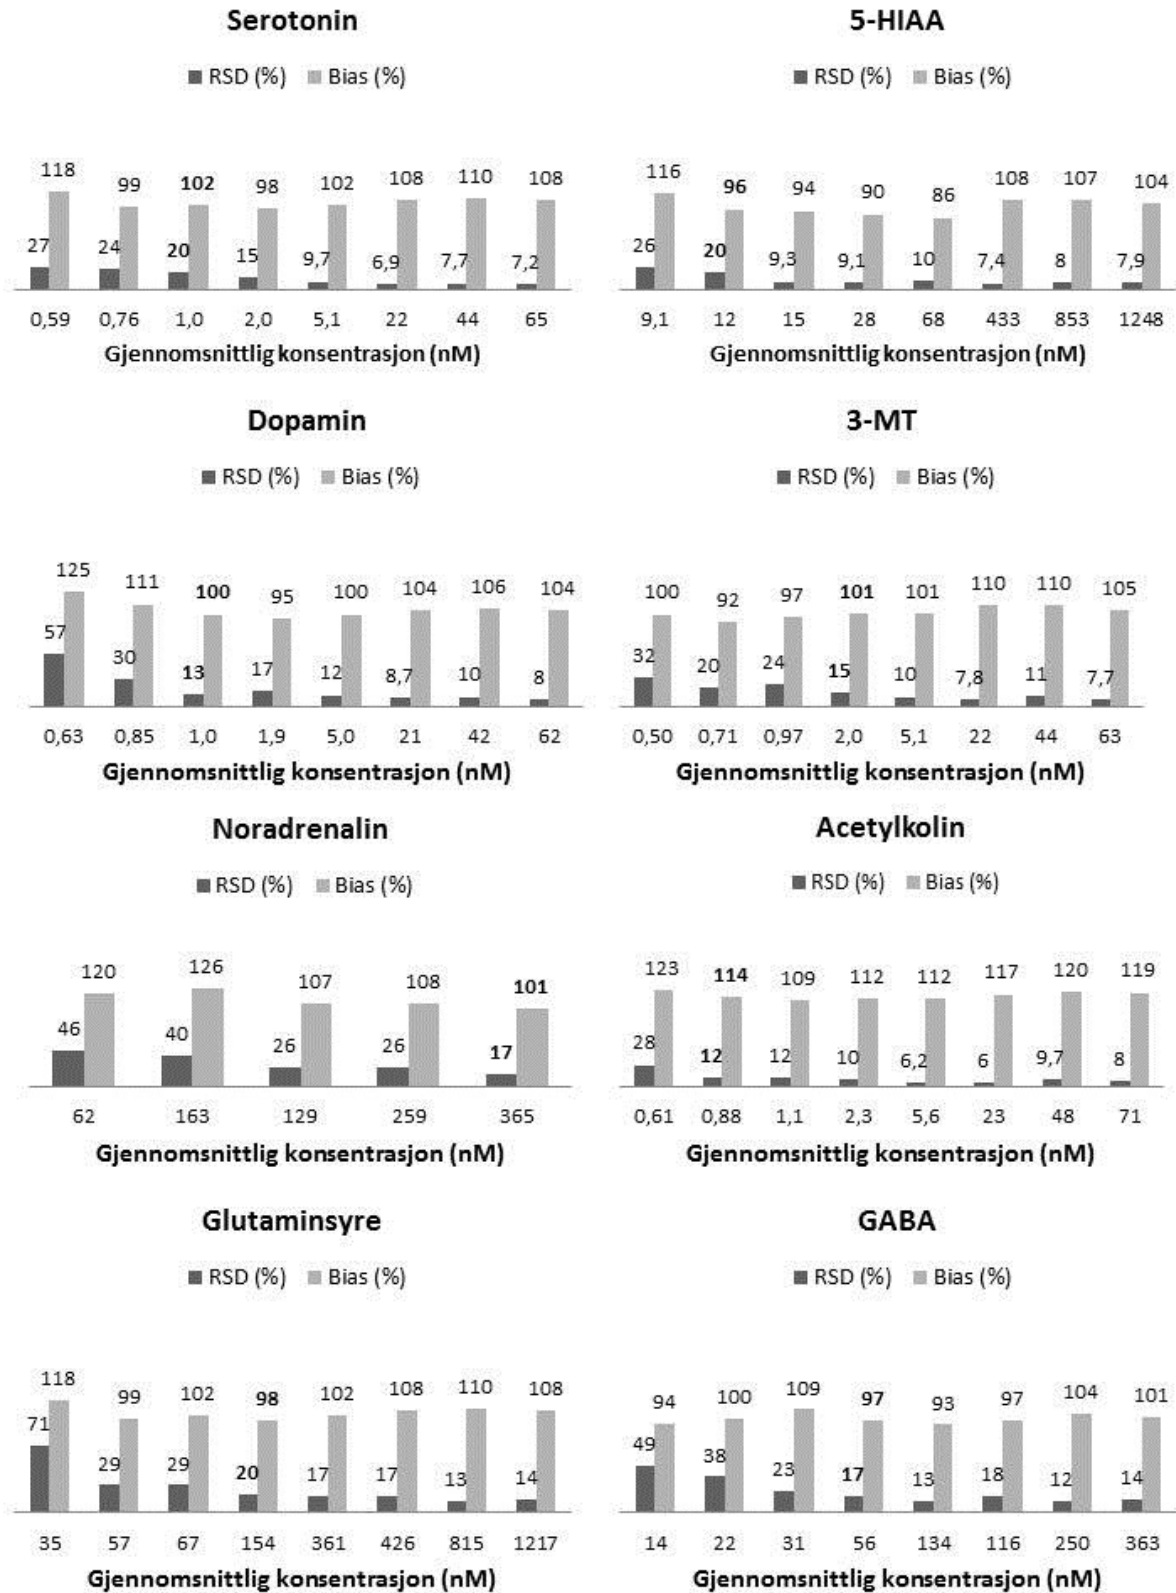 Serotonin
RSD (%) Bias (%)
118 99 102 98 102 108 110 108
27 24 20 15 9,7 6,9 7,7 7,2
0,59 0,76 1,0 2,0 5,1 22 44 65
Gjennomsnittlig konsentrasjon (nM)
5-HIAA
RSD (%) Bias (%)
116 96 94 90 86 108 107 104
26 20 9,3 9,1 10 7,4 8 7,9
9,1 12 15 28 68 433 853 1248
Gjennomsnittlig konsentrasjon (nM)
Dopamin
RSD (%) Bias (%)
125 111 100 95 100 104 106 104
57 30 13 17 12 8,7 10 8
0,63 0,85 1,0 1,9 5,0 21 42 62
Gjennomsnittlig konsentrasjon (nM)
3-MT
RSD (%) Bias (%)
100 92 97 101 101 110 110 105
32 20 24 15 10 7,8 11 7,7
0,50 0,71 0,97 2,0 5,1 22 44 63
Gjennomsnittlig konsentrasjon (nM)
Noradrenalin
RSD (%) Bias (%)
120 126 107 108 101
46 40 26 26 17
62 163 129 259 365
Gjennomsnittlig konsentrasjon (nM)
Acetylkolin
RSD (%) Bias (%)
123 114 109 112 112 117 120 119
28 12 12 10 6,2 6 9,7 8
0,61 0,88 1,1 2,3 5,6 23 48 71
Gjennomsnittlig konsentrasjon (nM)
Glutaminsyre
RSD (%) Bias (%)
118 99 102 98 102 108 110 108
71 29 29 20 17 17 13 14
35 57 67 154 361 426 815 1217
Gjennomsnittlig konsentrasjon (nM)
GABA
RSD (%) Bias (%)
94 100 109 97 93 97 104 101
49 38 23 17 13 18 12 14
14 22 31 56 134 116 250 363
Gjennomsnittlig konsentrasjon (nM)